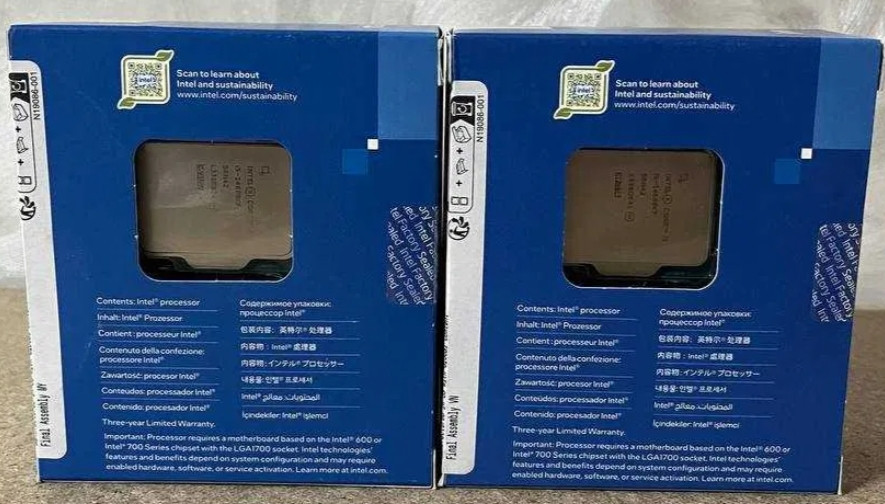 Scan to learn about
Intel and sustainability
www.intel.com/sustainability
N19086-001
Contents: Intel® processor
Inhalt: Intel® Prozessor
Contient : processeur Intel®
Contenuto della confezione:
processore Intel®
Zawartość: procesor Intel®
Conteúdos: processador Intel®
Contenido: procesador Intel®
Содержимое упаковки:
процессор Intel®
包装内容: 英特尔® 处理器
內容物: Intel® 處理器
内容物: インテル® プロセッサー
내용물: 인텔® 프로세서
المحتويات: معالج Intel®
İçindekiler: Intel® işlemci
Three-year Limited Warranty.
Important: Processor requires a motherboard based on the Intel® 600 or
Intel® 700 Series chipset with the LGA1700 socket. Intel technologies'
features and benefits depend on system configuration and may require
enabled hardware, software, or service activation. Learn more at intel.com.
Final Assembly VN
Intel Factory Sealed
Scan to learn about
Intel and sustainability
www.intel.com/sustainability
N19086-001
Contents: Intel® processor
Inhalt: Intel® Prozessor
Contient : processeur Intel®
Contenuto della confezione:
processore Intel®
Zawartość: procesor Intel®
Conteúdos: processador Intel®
Contenido: procesador Intel®
Содержимое упаковки:
процессор Intel®
包装内容: 英特尔® 处理器
內容物: Intel® 處理器
内容物: インテル® プロセッサー
내용물: 인텔® 프로세서
المحتويات: معالج Intel®
İçindekiler: Intel® işlemci
Three-year Limited Warranty.
Important: Processor requires a motherboard based on the Intel® 600 or
Intel® 700 Series chipset with the LGA1700 socket. Intel technologies'
features and benefits depend on system configuration and may require
enabled hardware, software, or service activation. Learn more at intel.com.
Final Assembly VN
Intel Factory Sealed